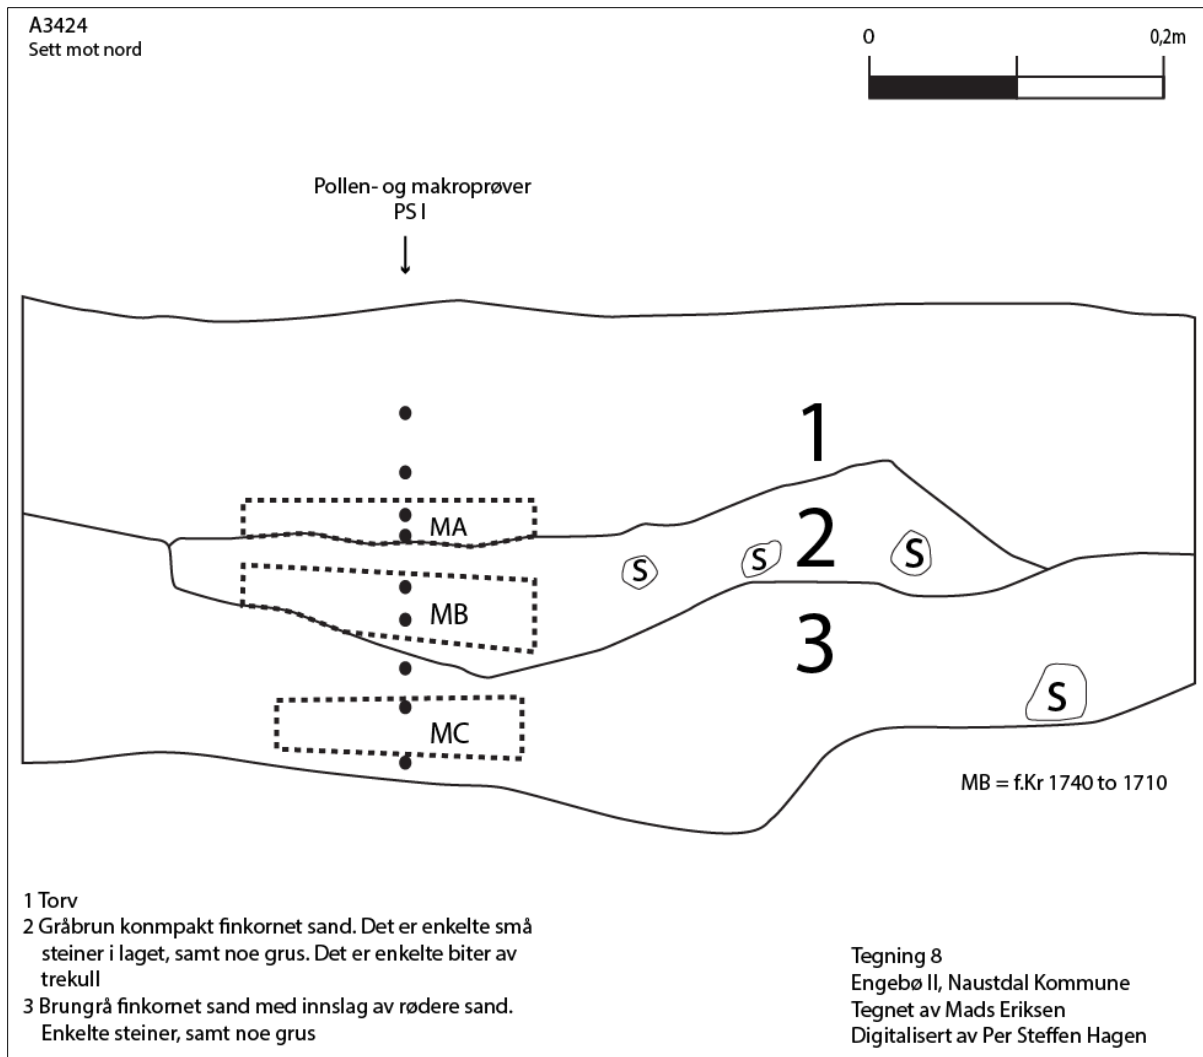 A3424
Sett mot nord
0 0,2m
Pollen- og makroprøver
PS I
1
MA
2
S S S
MB
3
S
MC
MB = f.Kr 1740 to 1710
1 Torv
2 Gråbrun konmpakt finkornet sand. Det er enkelte små
steiner i laget, samt noe grus. Det er enkelte biter av
trekull
3 Brungrå finkornet sand med innslag av rødere sand.
Enkelte steiner, samt noe grus
Tegning 8
Engebø II, Naustdal Kommune
Tegnet av Mads Eriksen
Digitalisert av Per Steffen Hagen